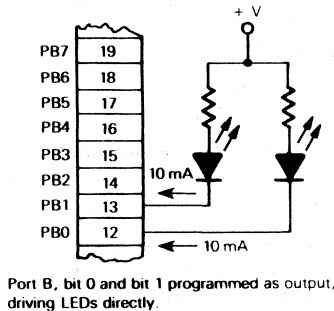 + V
PB7 19
PB6 18
PB5 17
PB4 16
PB3 15
PB2 14
10 mA
PB1 13
PB0 12
10 mA
Port B, bit 0 and bit 1 programmed as output,
driving LEDs directly.